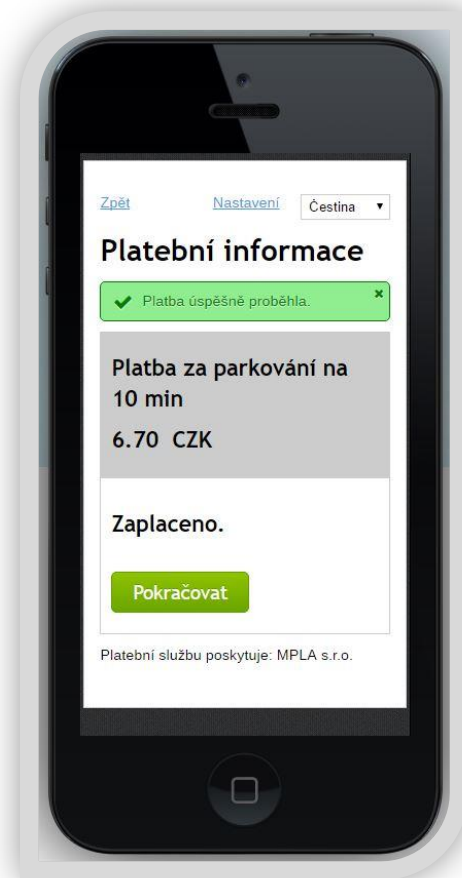 Zpět Nastavení Čestina
Platební informace
Platba úspěšně proběhla.
Platba za parkování na
10 min
6.70 CZK
Zaplaceno.
Pokračovat
Platební službu poskytuje: MPLA s.r.o.